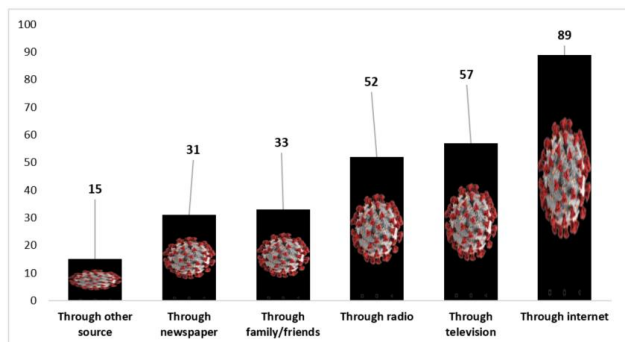 100
90
80
70
60
50
40
30
20
10
0
15
31
33
52
57
89
Through other
source
Through
newspaper
Through
family/friends
Through radio
Through
television
Through internet